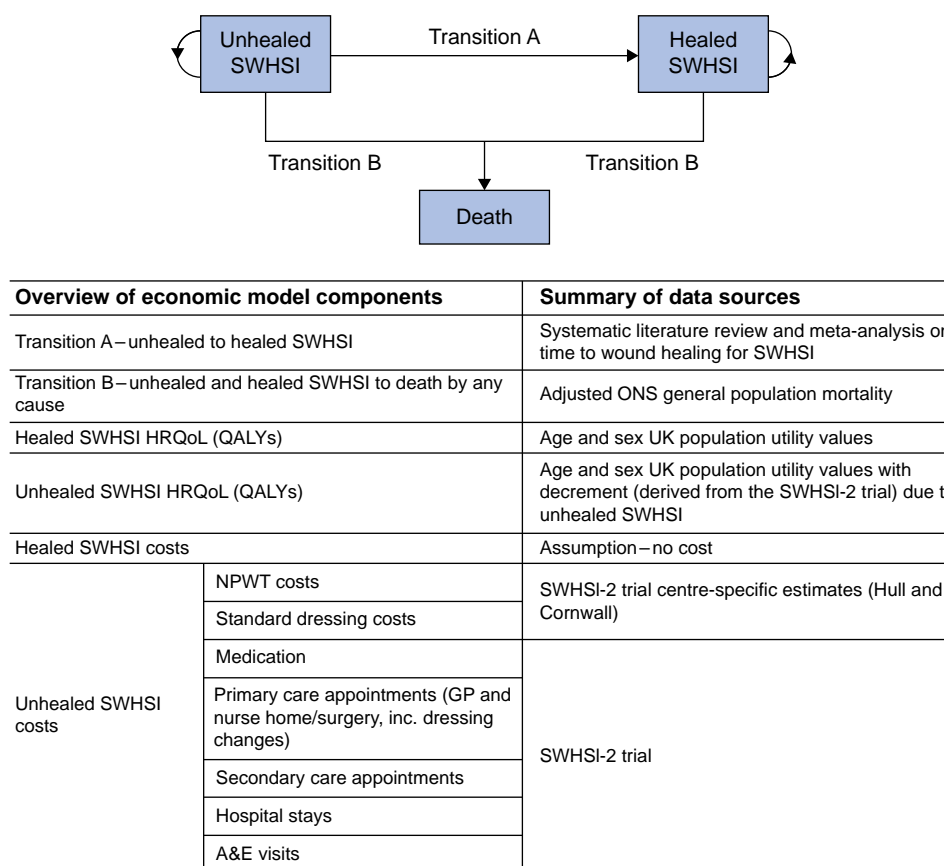 Unhealed
SWHSI
Transition A
Healed
SWHSI
Transition B
Transition B
Death
Overview of economic model components
Summary of data sources
Transition A–unhealed to healed SWHSI
Systematic literature review and meta-analysis on
time to wound healing for SWHSI
Transition B–unhealed and healed SWHSI to death by any
cause
Adjusted ONS general population mortality
Healed SWHSI HRQoL (QALYs)
Age and sex UK population utility values
Unhealed SWHSI HRQoL (QALYs)
Age and sex UK population utility values with
decrement (derived from the SWHSI-2 trial) due t
unhealed SWHSI
Healed SWHSI costs
Assumption–no cost
Unhealed SWHSI
costs
NPWT costs
Standard dressing costs
SWHSI-2 trial centre-specific estimates (Hull and
Cornwall)
Medication
Primary care appointments (GP and
nurse home/surgery, inc. dressing
changes)
Secondary care appointments
Hospital stays
A&E visits
SWHSI-2 trial